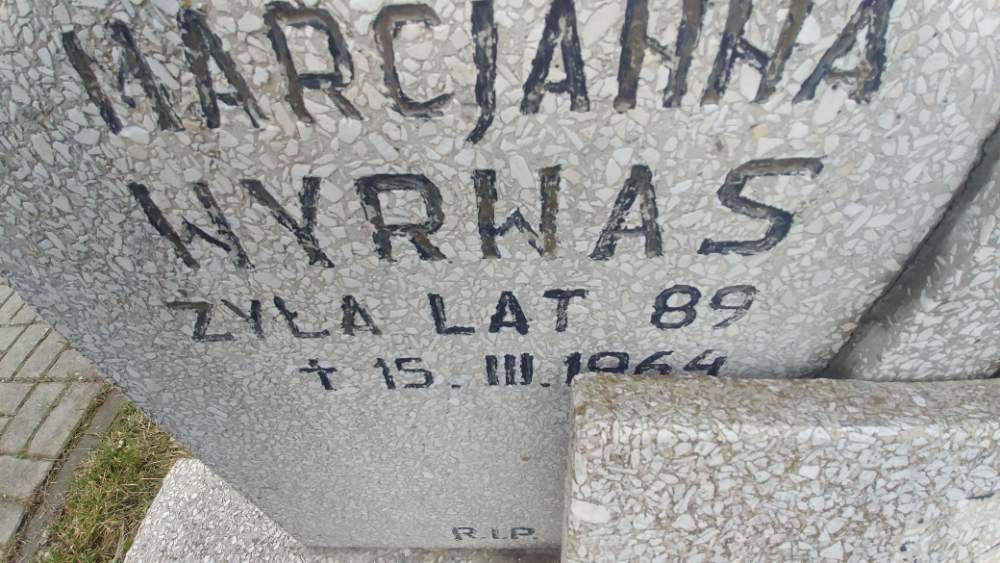 MARCJANNA
WYRWAS
ŻYŁA LAT 89
† 15. III. 1964
R.I.P.